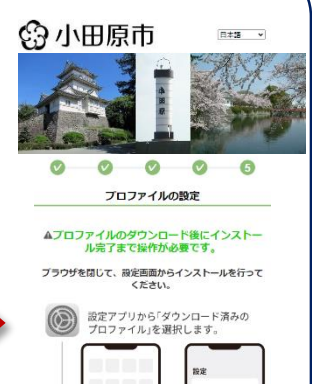 小田原市
日本語
小田原
5
プロファイルの設定
プロファイルのダウンロード後にインストー
ル完了まで操作が必要です。
ブラウザを閉じて、設定画面からインストールを行って
ください。
設定アプリから「ダウンロード済みの
プロファイル」を選択します。
設定